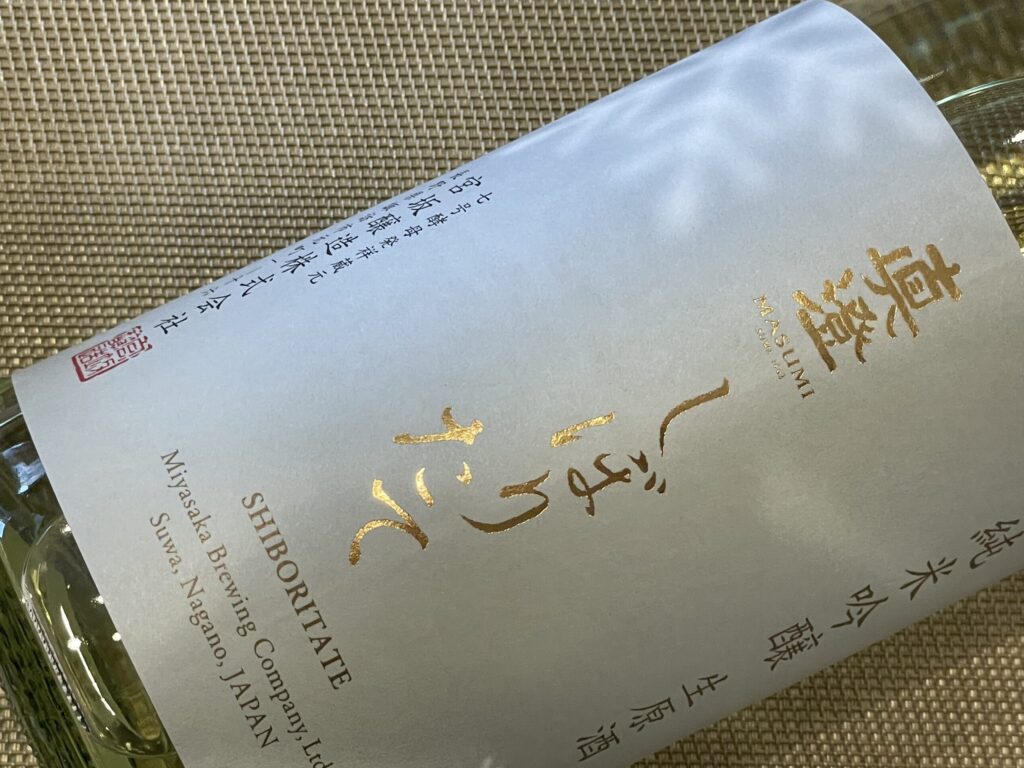 純米吟醸 生原酒
真澄
MASUMI
しぼり
たて
七号酵母発祥蔵元
宮坂醸造株式会社
SHIBORITATE
Miyasaka Brewing Company, Ltd
Suwa, Nagano, JAPAN